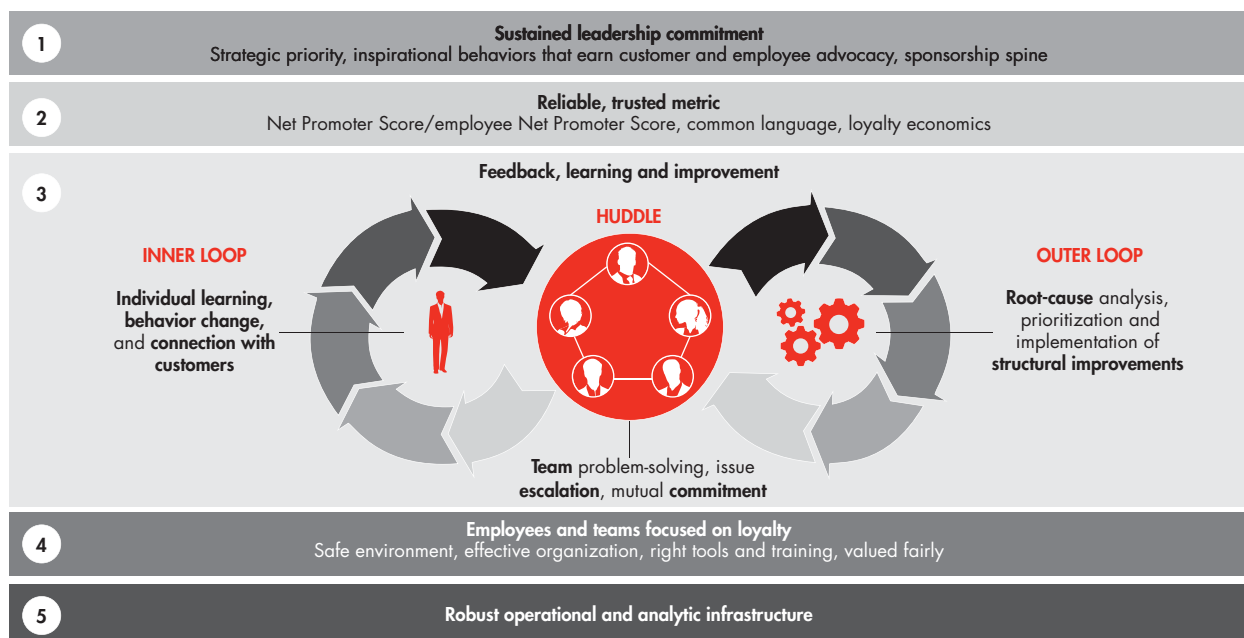 1
Sustained leadership commitment
Strategic priority, inspirational behaviors that earn customer and employee advocacy, sponsorship spine
2
Reliable, trusted metric
Net Promoter Score/employee Net Promoter Score, common language, loyalty economics
3
Feedback, learning and improvement
INNER LOOP
Individual learning,
behavior change,
and connection with
customers
HUDDLE
Team problem-solving, issue
escalation, mutual commitment
OUTER LOOP
Root-cause analysis,
prioritization and
implementation of
structural improvements
4
Employees and teams focused on loyalty
Safe environment, effective organization, right tools and training, valued fairly
5
Robust operational and analytic infrastructure